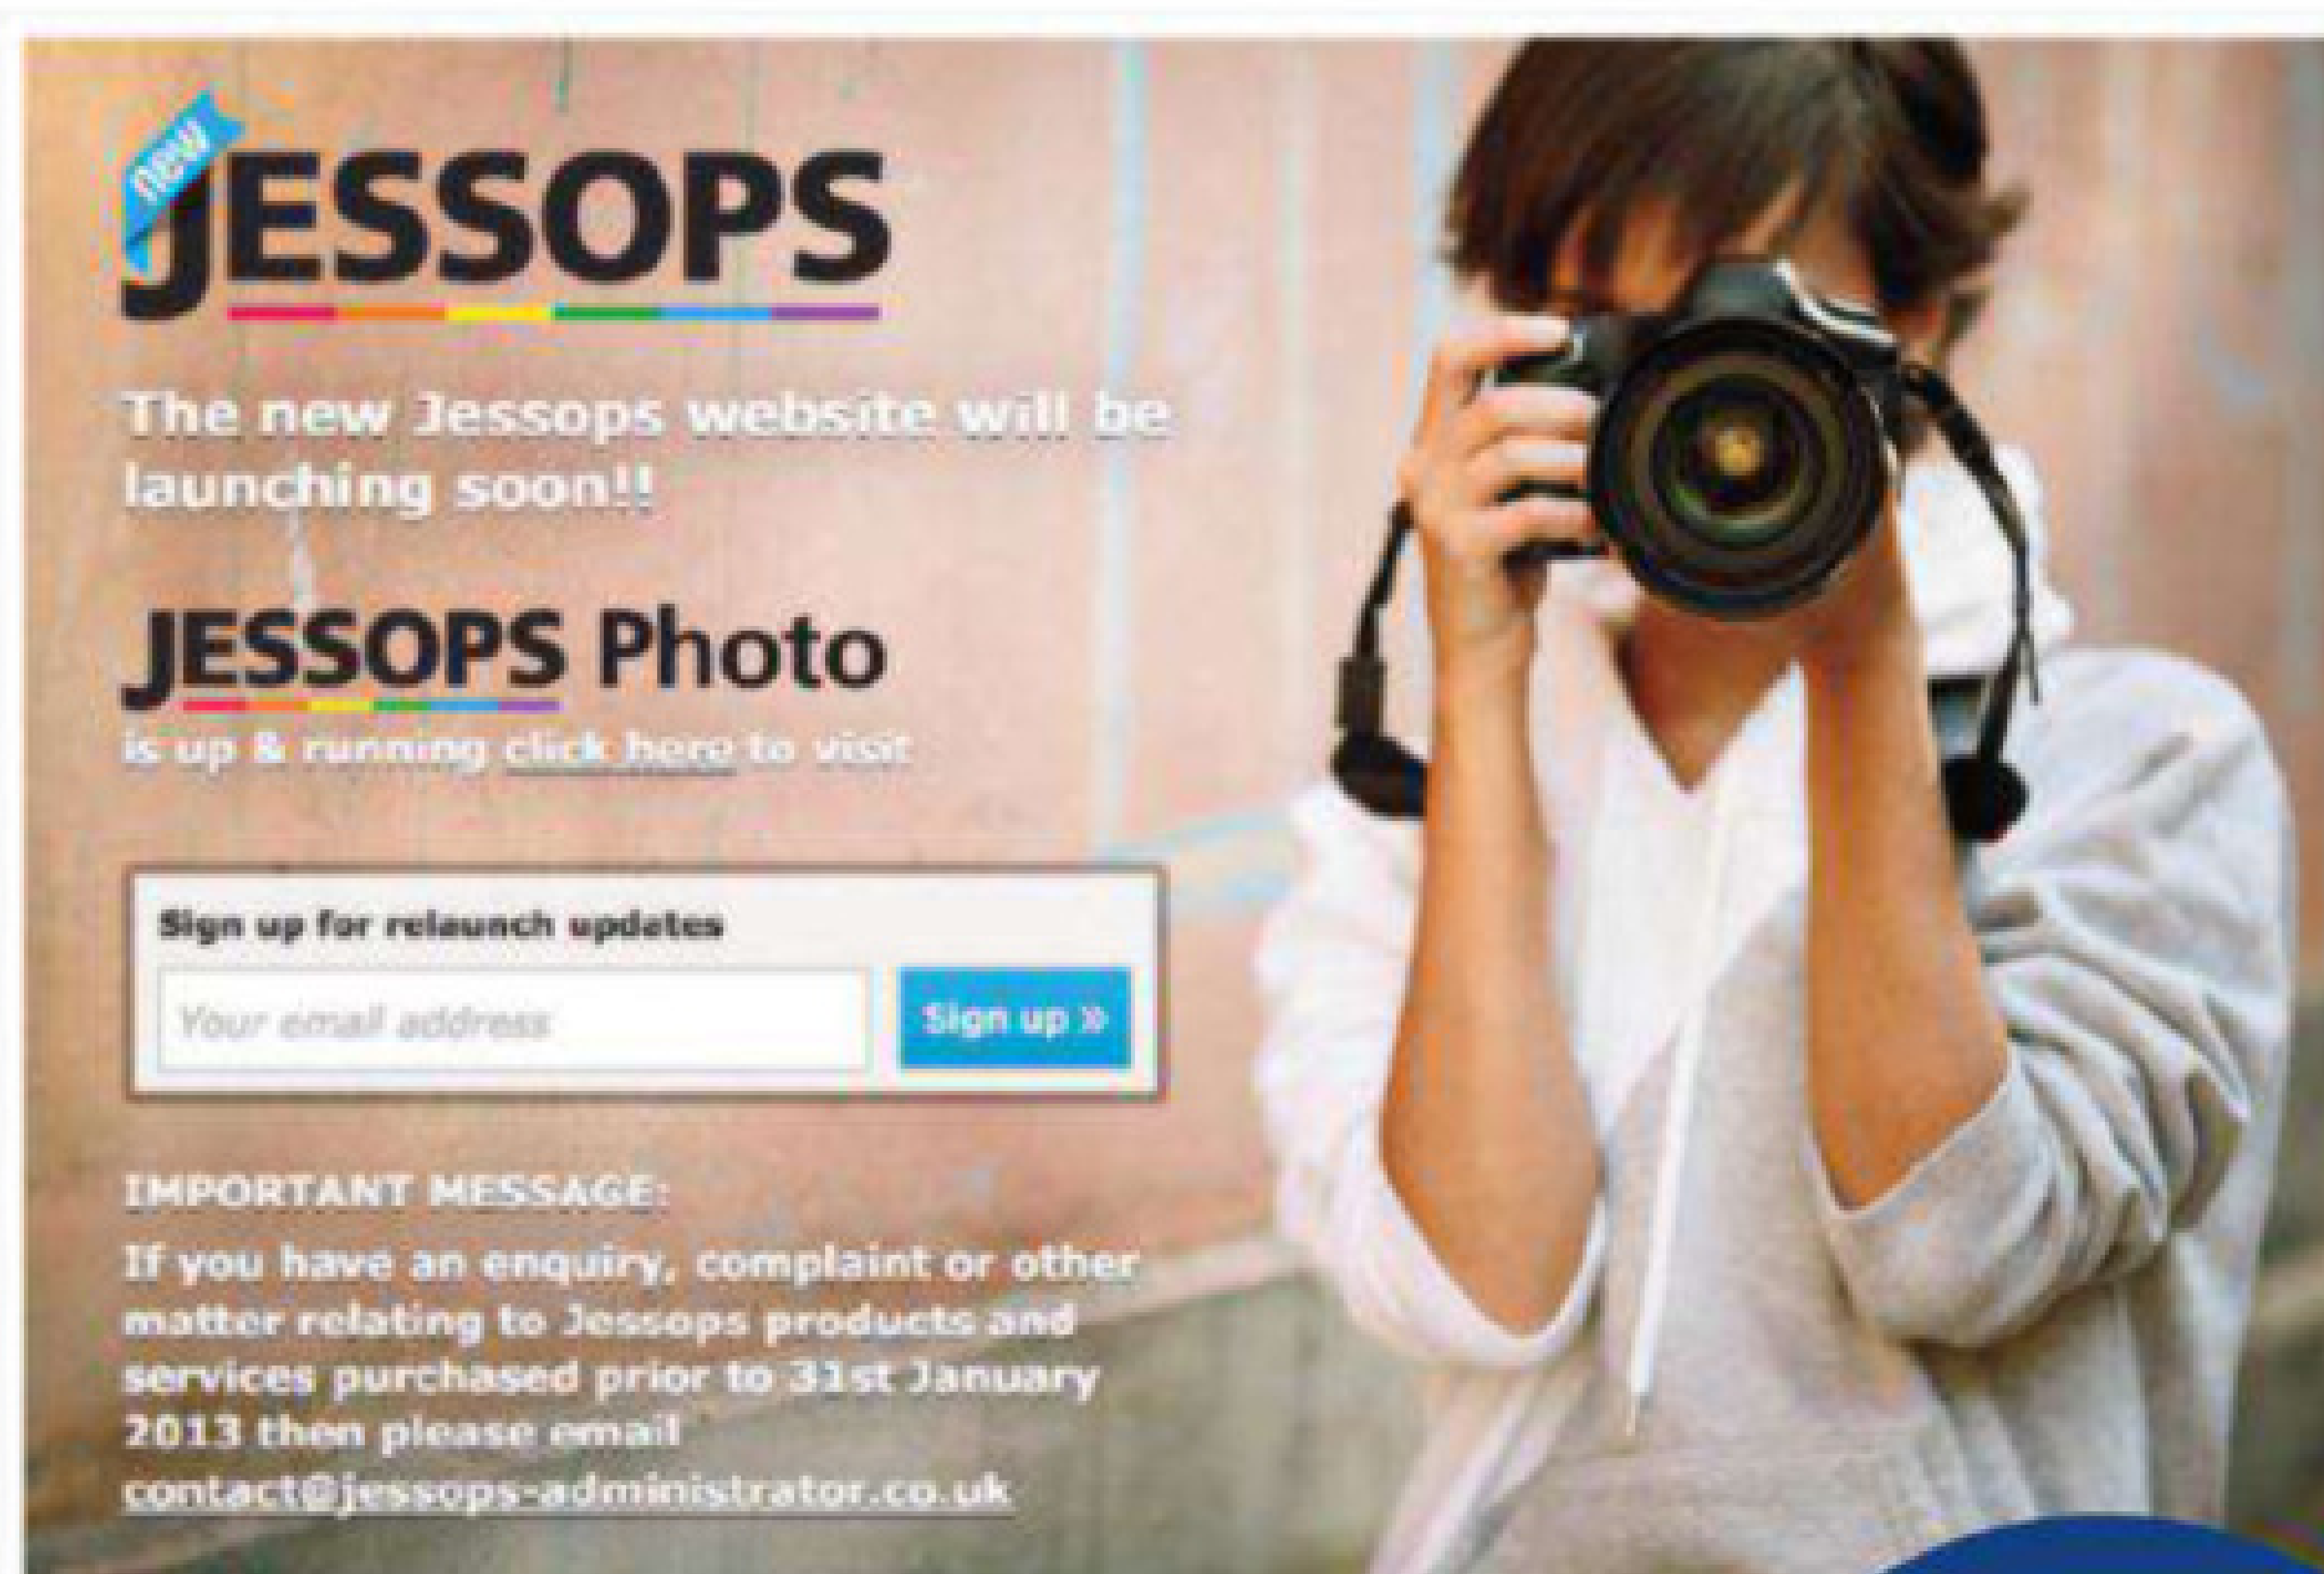 new
JESSOPS
The new Jessops website will be
launching soon!!
JESSOPS Photo
is up & running click here to visit
Sign up for relaunch updates
Your email address
Sign up »
IMPORTANT MESSAGE:
If you have an enquiry, complaint or other
matter relating to Jessops products and
services purchased prior to 31st January
2013 then please email
contact@jessops-administrator.co.uk